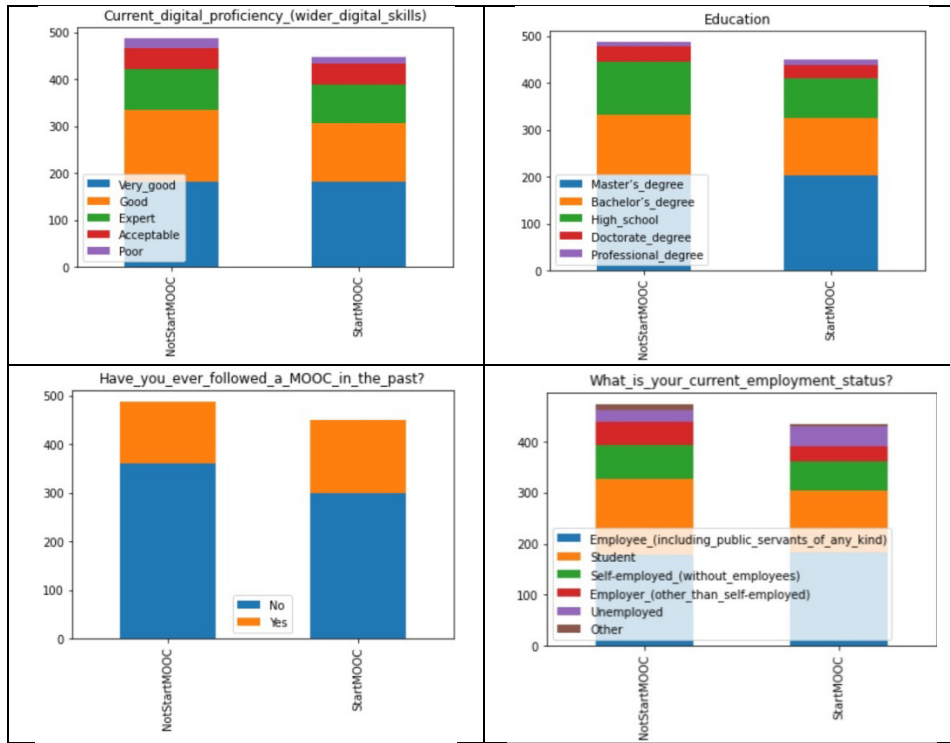 Current_digital_proficiency_(wider_digital_skills)
500
400
300
200
100
0
Very_good
Good
Expert
Acceptable
Poor
NotStartMOOC
StartMOOC
Education
500
400
300
200
100
0
Master's_degree
Bachelor's_degree
High_school
Doctorate_degree
Professional_degree
NotStartMOOC
StartMOOC
Have_you_ever_followed_a_MOOC_in_the_past?
500
400
300
200
100
0
No
Yes
NotStartMOOC
StartMOOC
What_is_your_current_employment_status?
400
300
200
100
0
Employee_(including_public_servants_of_any_kind)
Student
Self-employed_(without_employees)
Employer_(other_than_self-employed)
Unemployed
Other
NotStartMOOC
StartMOOC